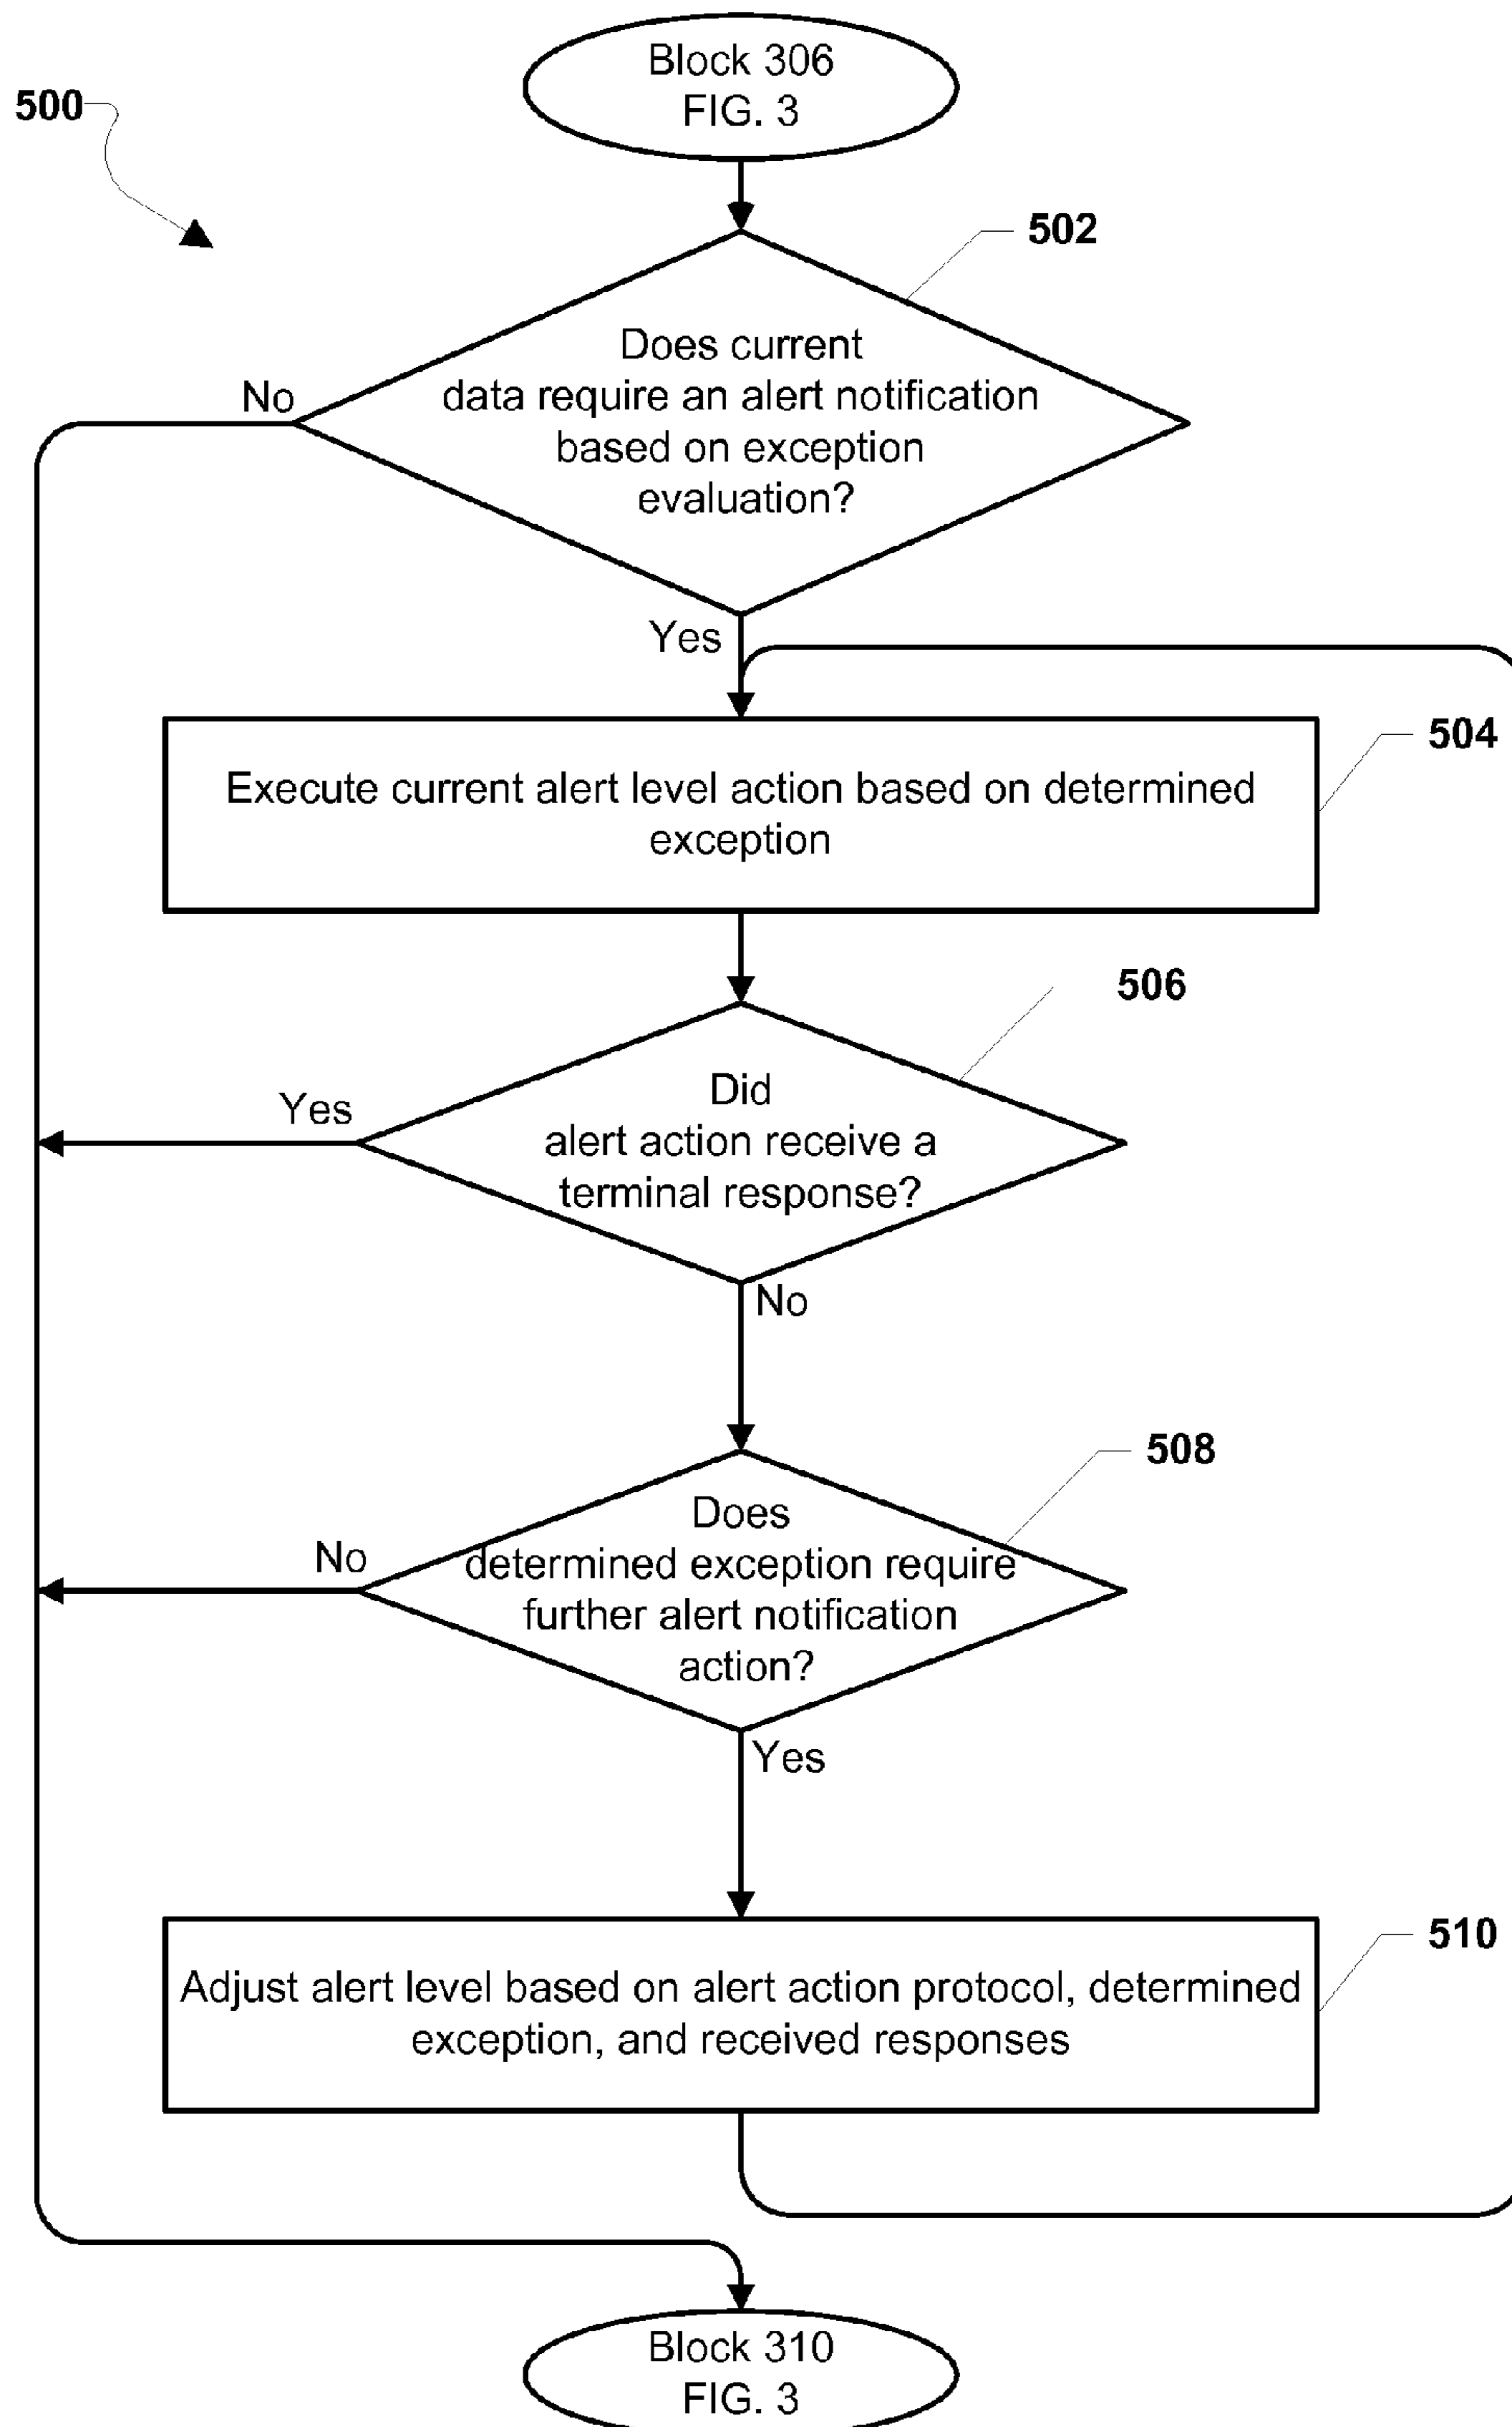 Block 306
FIG. 3
500
502
Does current
data require an alert notification
based on exception
evaluation?
No
Yes
504
Execute current alert level action based on determined
exception
506
Did
alert action receive a
terminal response?
Yes
No
508
Does
determined exception require
further alert notification
action?
No
Yes
510
Adjust alert level based on alert action protocol, determined
exception, and received responses
Block 310
FIG. 3